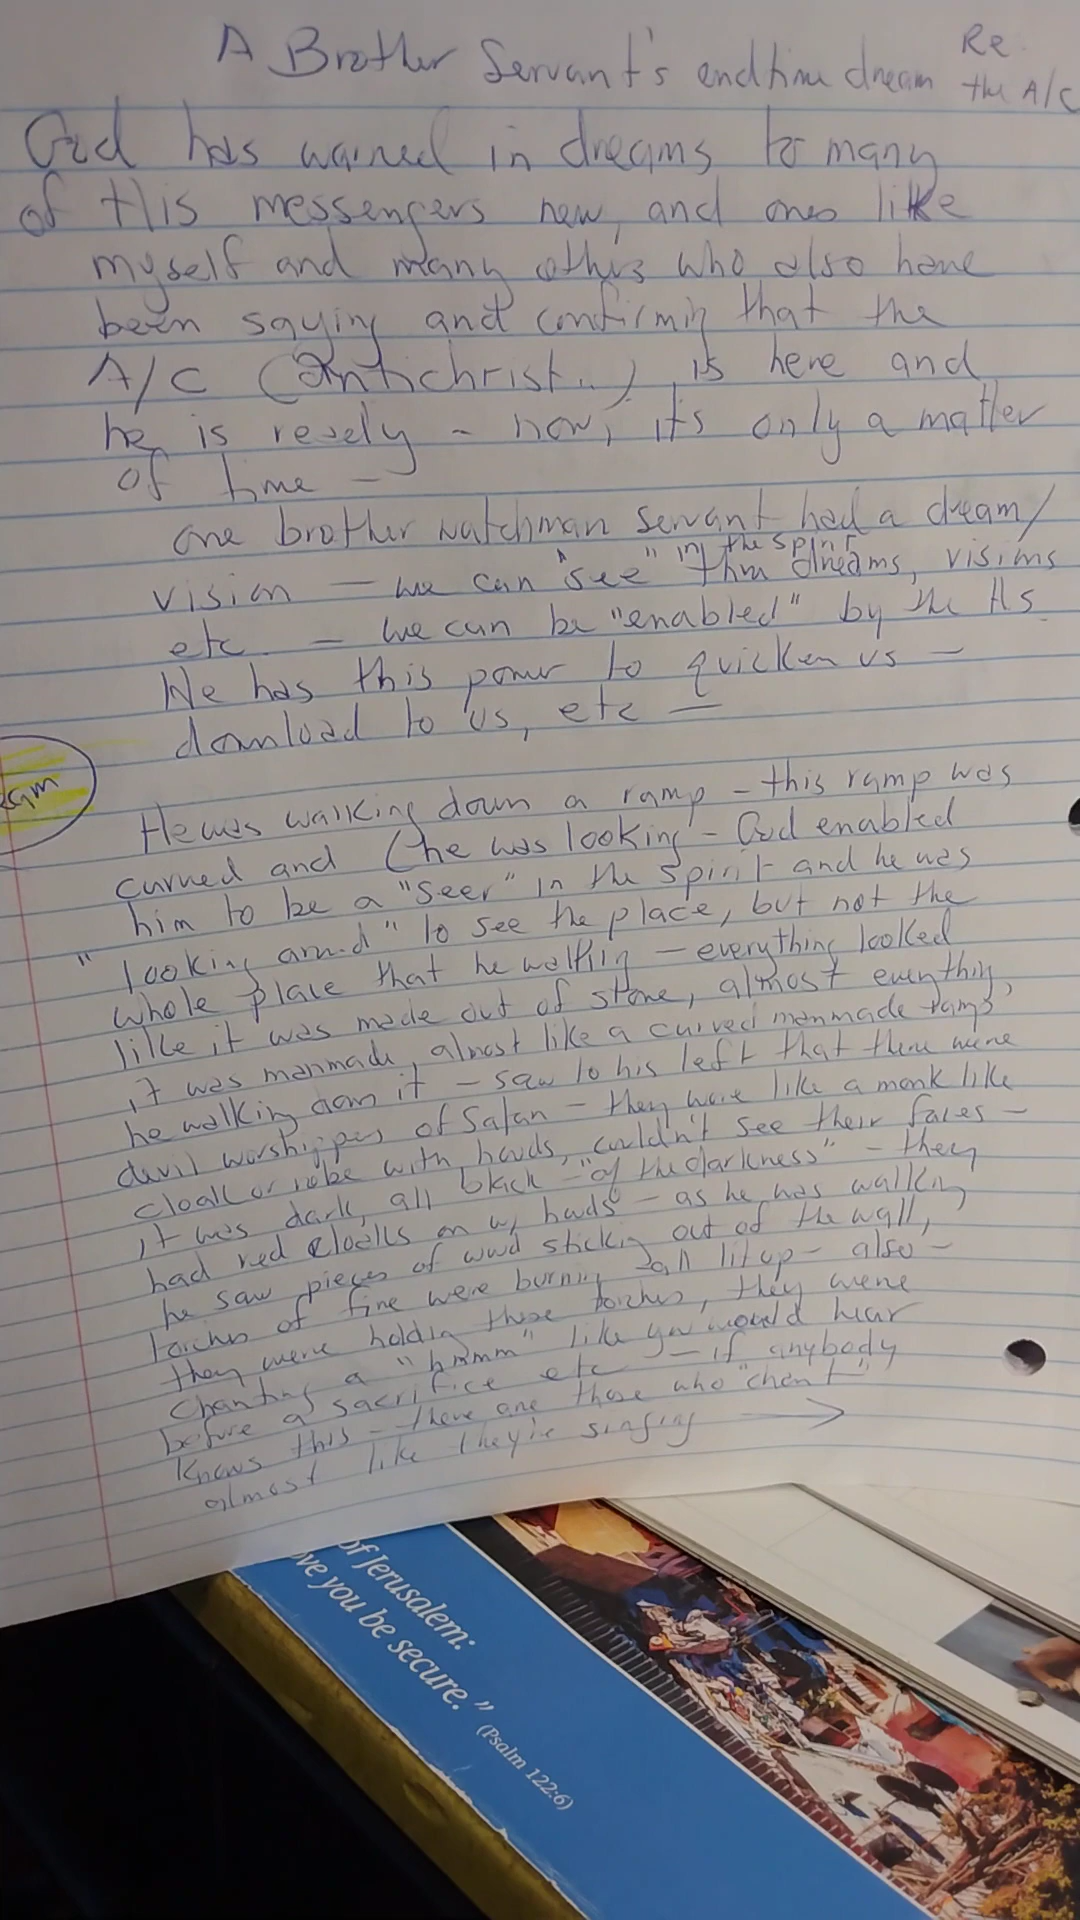 A Brother Servant's endtime dream Re the A/C
God has warned in dreams to many
of His messengers new, and ones like
myself and many others who also have
been saying and confirming that the
A/C (Antichrist..) is here and
he is ready - now, it's only a matter
of time -
one brother watchman servant had a dream/
vision - we can "see" in the spirit thru dreams, visions
etc. - we can be "enabled" by the HS.
He has this power to quicken us -
download to us, etc -
He was walking down a ramp - this ramp was
curved and (he was looking - God enabled
him to be a "seer" in the spirit and he was
"looking around" to see the place, but not the
whole place that he walking - everything looked
like it was made out of stone, almost everything,
it was manmade, almost like a curved manmade ramp
he walking down it - saw to his left that there were
devil worshippers of Satan - they were like a monk like
cloak or robe with hoods, couldn't see their faces -
it was dark, all black - "of the darkness" - they
had red cloaks on w/ hoods - as he was walking
he saw pieces of wood sticking out of the wall,
torches of fire were burning all lit up - also -
they were holding these torches, they were
chanting a "hmmm" like you would hear
before a sacrifice etc - if anybody
knows this - there are those who "chant"
almost like they're singing →
of Jerusalem:
ove you be secure."
(Psalm 122:6)